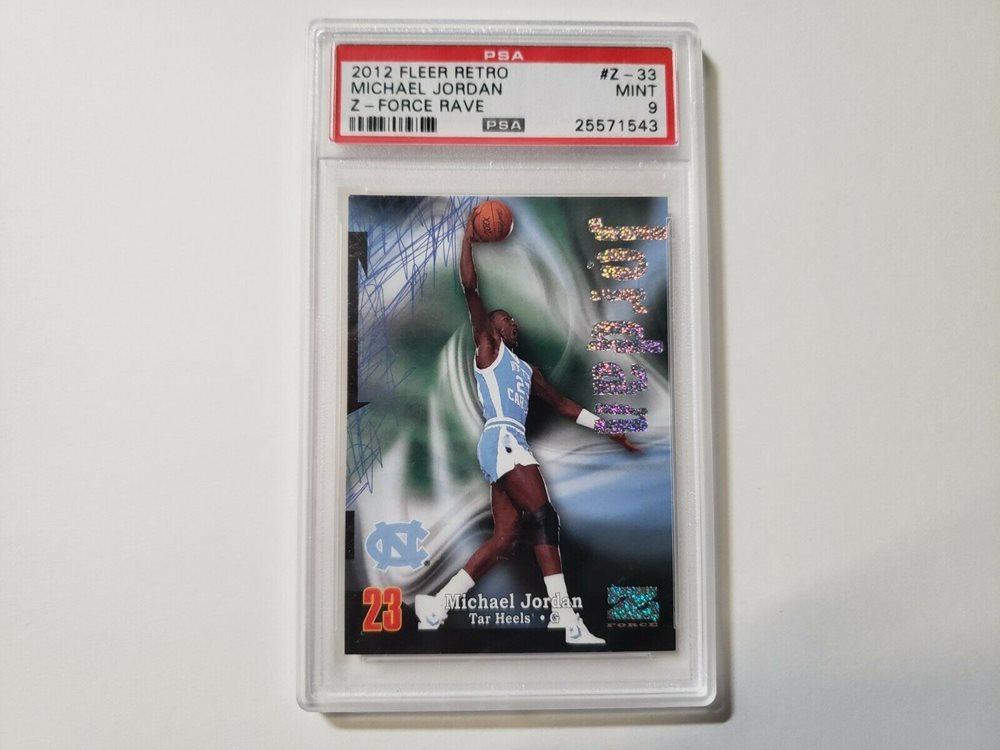 PSA
2012 FLEER RETRO #Z-33
MICHAEL JORDAN MINT
Z-FORCE RAVE 9
PSA 25571543
jordan
NC
23
Michael Jordan
Tar Heels • G
Z
FORCE